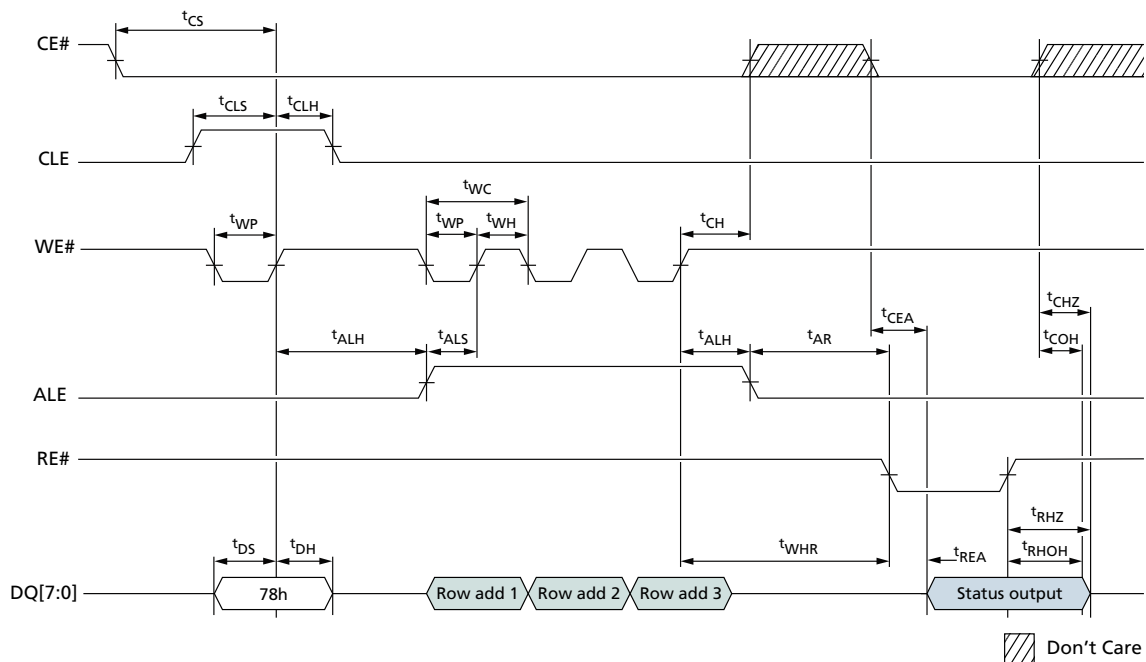 tCS
CE#
tCLS tCLH
CLE
tWC
tWP tWP tWH tCH
WE#
tCEA tCHZ
tALH tALS tALH tAR tCOH
ALE
RE#
tRHZ
tDS tDH tWHR tREA tRHOH
DQ[7:0] 78h Row add 1 Row add 2 Row add 3 Status output
Don't Care